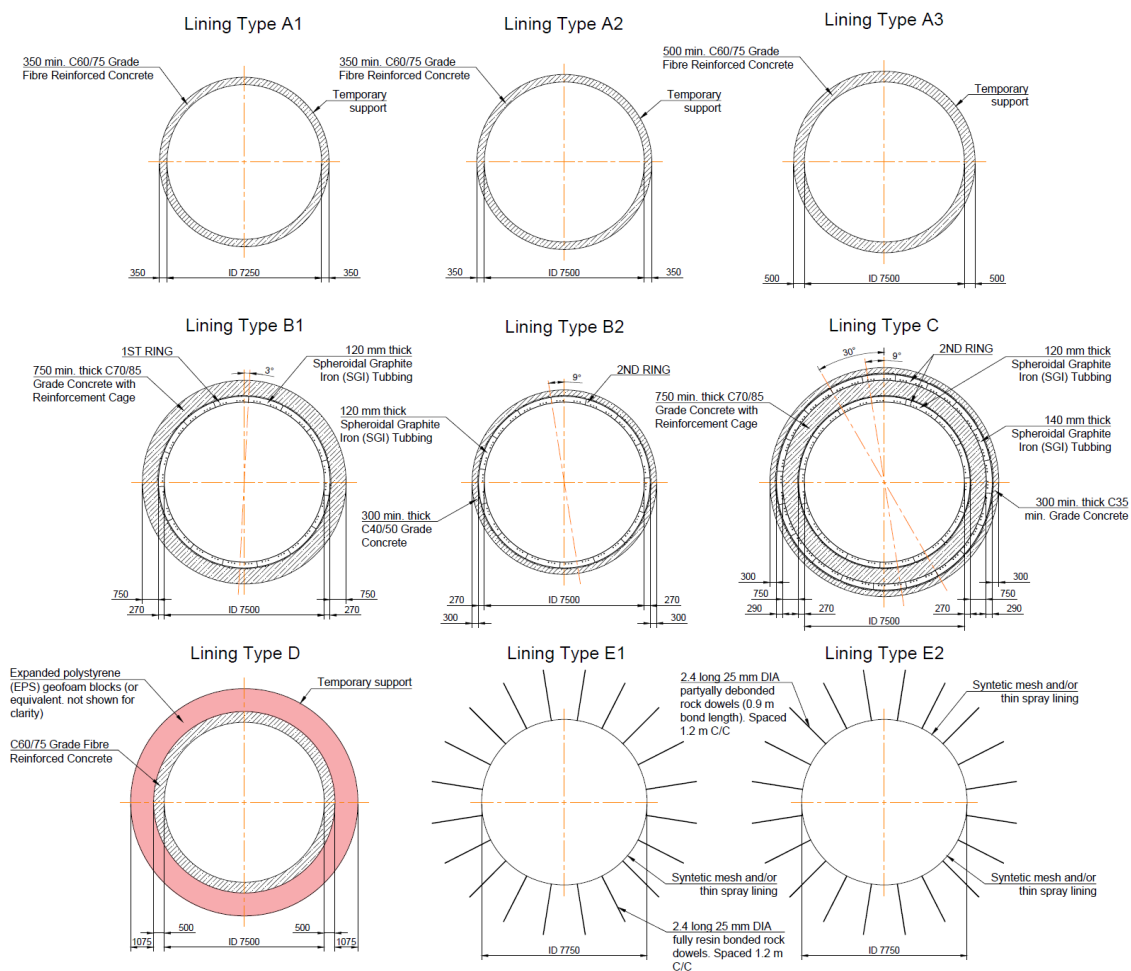 Lining Type A1
350 min. C60/75 Grade
Fibre Reinforced Concrete
Temporary
support
350
ID 7250
350
Lining Type A2
350 min. C60/75 Grade
Fibre Reinforced Concrete
Temporary
support
350
ID 7500
350
Lining Type A3
500 min. C60/75 Grade
Fibre Reinforced Concrete
Temporary
support
500
ID 7500
500
Lining Type B1
1ST RING
750 min. thick C70/85
Grade Concrete with
Reinforcement Cage
3°
120 mm thick
Spheroidal Graphite
Iron (SGI) Tubbing
750
750
270
ID 7500
270
Lining Type B2
9°
2ND RING
120 mm thick
Spheroidal Graphite
Iron (SGI) Tubbing
300 min. thick
C40/50 Grade
Concrete
270
ID 7500
270
300
300
Lining Type C
30°
9°
2ND RING
120 mm thick
Spheroidal Graphite
Iron (SGI) Tubbing
750 min. thick C70/85
Grade Concrete with
Reinforcement Cage
140 mm thick
Spheroidal Graphite
Iron (SGI) Tubbing
300 min. thick C35
min. Grade Concrete
300
300
750
750
290
270
270
290
ID 7500
Lining Type D
Expanded polystyrene
(EPS) geofoam blocks (or
equivalent. not shown for
clarity)
Temporary support
C60/75 Grade Fibre
Reinforced Concrete
500
500
1075
ID 7500
1075
Lining Type E1
2.4 long 25 mm DIA
partially debonded
rock dowels (0.9 m
bond length). Spaced
1.2 m C/C
Syntetic mesh and/or
thin spray lining
2.4 long 25 mm DIA
fully resin bonded rock
dowels. Spaced 1.2 m
C/C
ID 7750
Lining Type E2
Syntetic mesh and/or
thin spray lining
Syntetic mesh and/or
thin spray lining
ID 7750